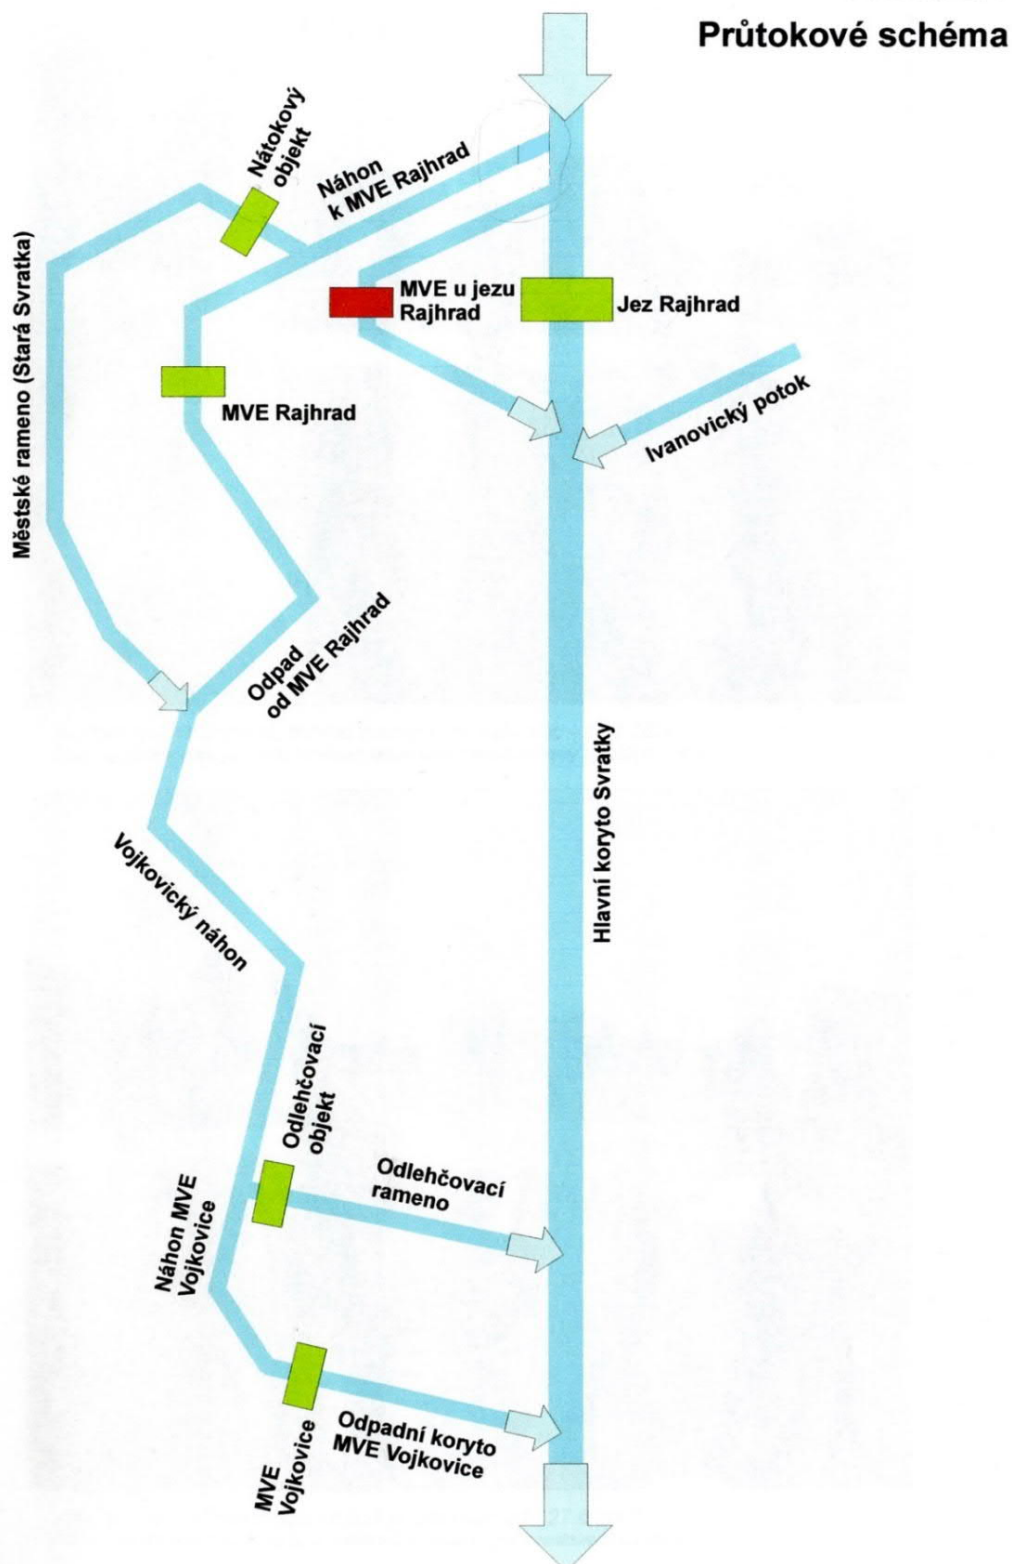 Průtokové schéma
Nátokový
objekt
Náhon
k MVE Rajhrad
Městské rameno (Stará Svratka)
MVE u jezu
Rajhrad
Jez Rajhrad
MVE Rajhrad
Ivanovický potok
Odpad
od MVE Rajhrad
Hlavní koryto Svratky
Vojkovický náhon
Odlehčovací
objekt
Odlehčovací
rameno
Náhon MVE
Vojkovice
Odpadní koryto
MVE Vojkovice
MVE
Vojkovice